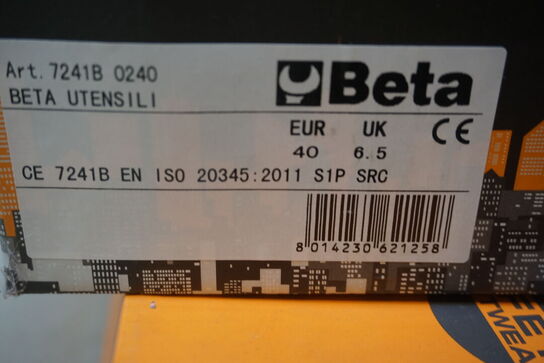 Art. 7241B 0240
BETA UTENSILI
Beta
EUR UK
40 6.5
CE
CE 7241B EN ISO 20345:2011 S1P SRC
8 014230 621258